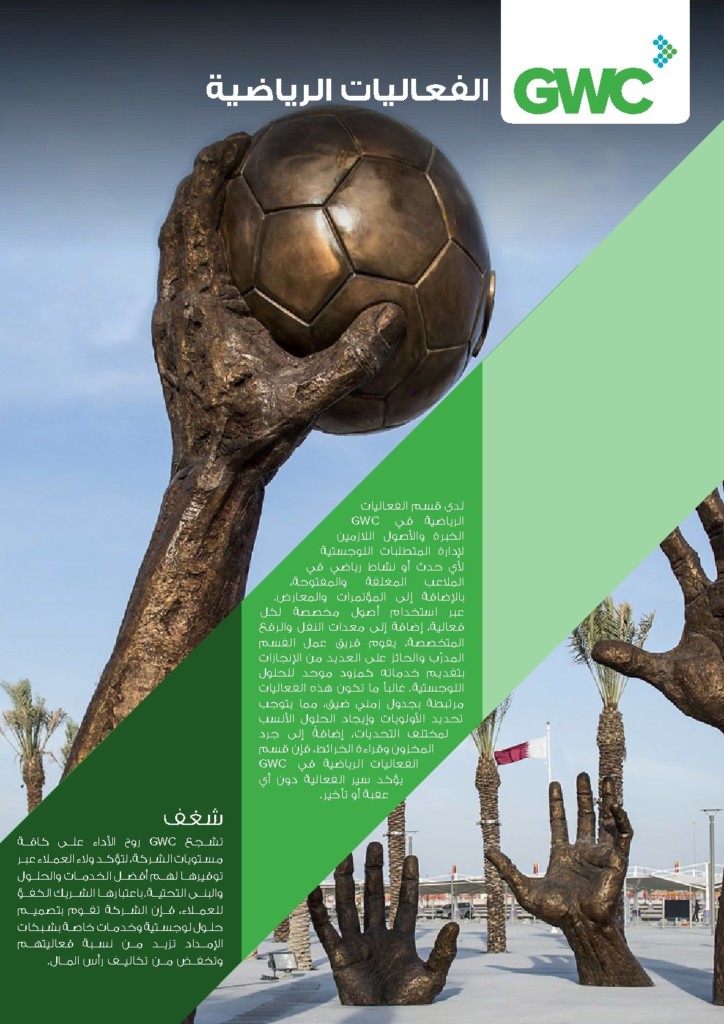 GWC
الفعاليات الرياضية
لدى قسم الفعاليات
الرياضية في GWC
الخبرة والأصول اللازمين
لإدارة المتطلبات اللوجستية
لأي حدث أو نشاط رياضي في
الملاعب المغلقة والمفتوحة،
بالإضافة إلى المؤتمرات والمعارض.
عبر استخدام أصول مخصصة لكل
فعالية، إضافة إلى معدات النقل والرفع
المتخصصة، يقوم فريق عمل القسم
المدرّب والحائز على العديد من الإنجازات
بتقديم خدماته كمزود موحد للحلول
اللوجستية. غالباً ما تكون هذه الفعاليات
مرتبطة بجدول زمني ضيق، مما يتوجب
تحديد الأولويات وإيجاد الحلول الأنسب
لمختلف التحديات، إضافةً إلى جرد
المخزون وقراءة الخرائط، فإن قسم
الفعاليات الرياضية في GWC
يؤكد سير الفعالية دون أي
عقبة أو تأخير.
شغف
تشجع GWC روح الأداء على كافة
مستويات الشركة، لتؤكد ولاء العملاء عبر
توفيرها لهم أفضل الخدمات والحلول
والبنى التحتية. باعتبارها الشريك الكفؤ
للعملاء، فإن الشركة تقوم بتصميم
حلول لوجستية وخدمات خاصة بشبكات
الإمداد تزيد من نسبة فعاليتهم
وتخفض من تكاليف رأس المال.